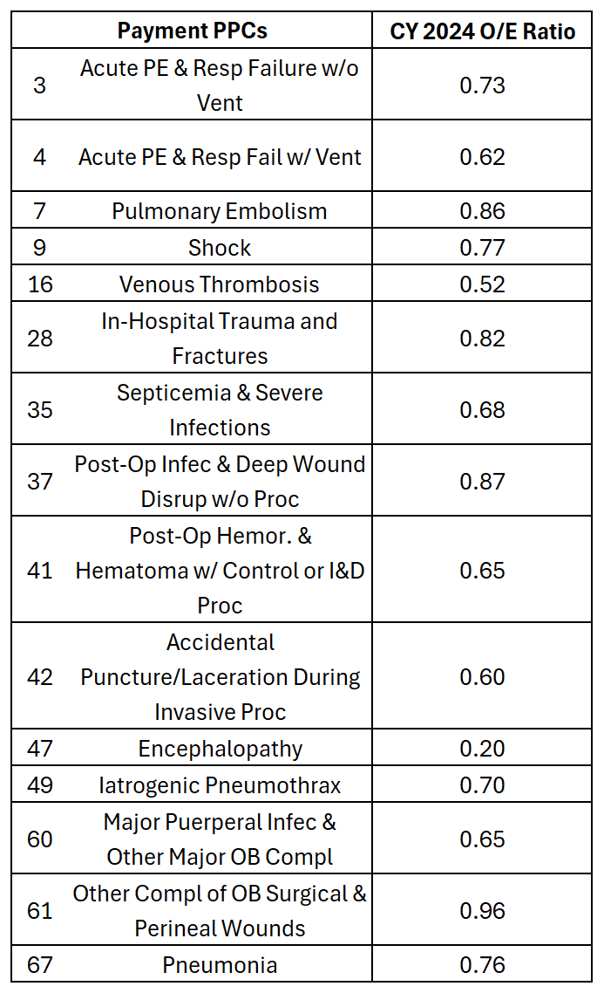 Payment PPCs CY 2024 O/E Ratio
3 Acute PE & Resp Failure w/o 0.73
Vent
4 Acute PE & Resp Fail w/ Vent 0.62
7 Pulmonary Embolism 0.86
9 Shock 0.77
16 Venous Thrombosis 0.52
28 In-Hospital Trauma and 0.82
Fractures
35 Septicemia & Severe 0.68
Infections
37 Post-Op Infec & Deep Wound 0.87
Disrup w/o Proc
Post-Op Hemor. &
41 Hematoma w/ Control or I&D 0.65
Proc
Accidental
42 Puncture/Laceration During 0.60
Invasive Proc
47 Encephalopathy 0.20
49 Iatrogenic Pneumothrax 0.70
60 Major Puerperal Infec & 0.65
Other Major OB Compl
61 Other Compl of OB Surgical & 0.96
Perineal Wounds
67 Pneumonia 0.76